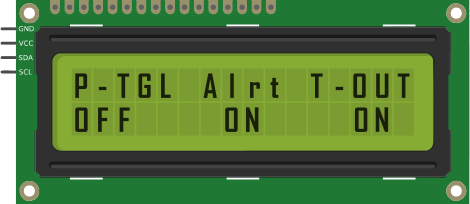 GND
VCC
SDA
SCL
P-TGL Alrt T-OUT
OFF ON ON